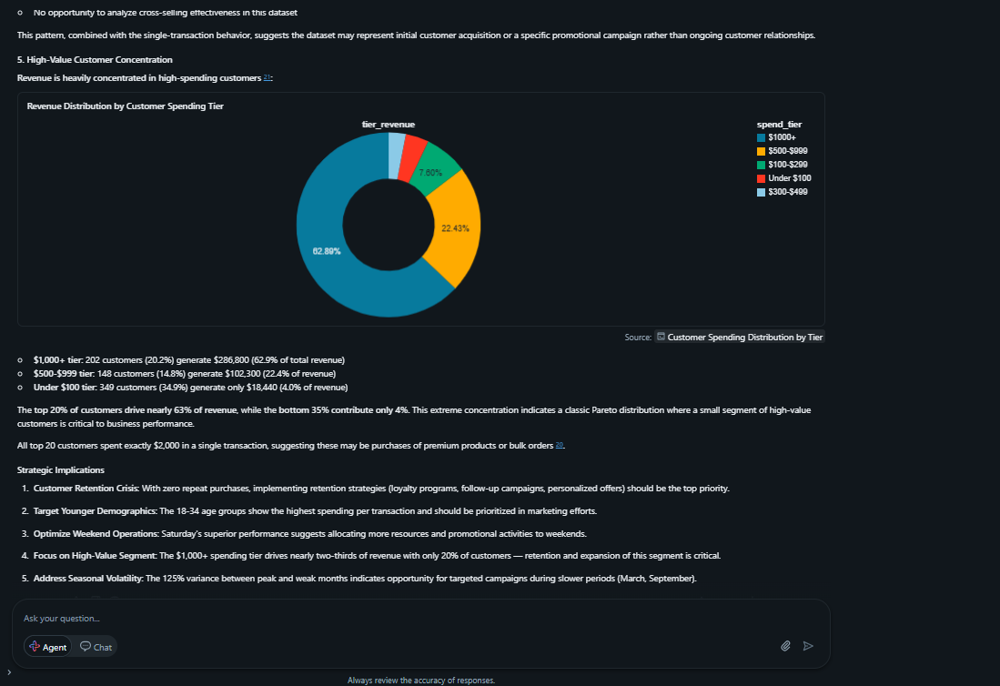 No opportunity to analyze cross-selling effectiveness in this dataset
This pattern, combined with the single-transaction behavior, suggests the dataset may represent initial customer acquisition or a specific promotional campaign rather than ongoing customer relationships.
5. High-Value Customer Concentration
Revenue is heavily concentrated in high-spending customers 21:
Revenue Distribution by Customer Spending Tier
tier_revenue
spend_tier
$1000+
$500-$999
$100-$299
Under $100
$300-$499
7.80%
22.43%
62.89%
Source: Customer Spending Distribution by Tier
$1,000+ tier: 202 customers (20.2%) generate $286,800 (62.9% of total revenue)
$500-$999 tier: 148 customers (14.8%) generate $102,300 (22.4% of revenue)
Under $100 tier: 349 customers (34.9%) generate only $18,440 (4.0% of revenue)
The top 20% of customers drive nearly 63% of revenue, while the bottom 35% contribute only 4%. This extreme concentration indicates a classic Pareto distribution where a small segment of high-value
customers is critical to business performance.
All top 20 customers spent exactly $2,000 in a single transaction, suggesting these may be purchases of premium products or bulk orders 20.
Strategic Implications
1. Customer Retention Crisis: With zero repeat purchases, implementing retention strategies (loyalty programs, follow-up campaigns, personalized offers) should be the top priority.
2. Target Younger Demographics: The 18-34 age groups show the highest spending per transaction and should be prioritized in marketing efforts.
3. Optimize Weekend Operations: Saturday's superior performance suggests allocating more resources and promotional activities to weekends.
4. Focus on High-Value Segment: The $1,000+ spending tier drives nearly two-thirds of revenue with only 20% of customers — retention and expansion of this segment is critical.
5. Address Seasonal Volatility: The 125% variance between peak and weak months indicates opportunity for targeted campaigns during slower periods (March, September).
Ask your question...
Agent
Chat
Always review the accuracy of responses.